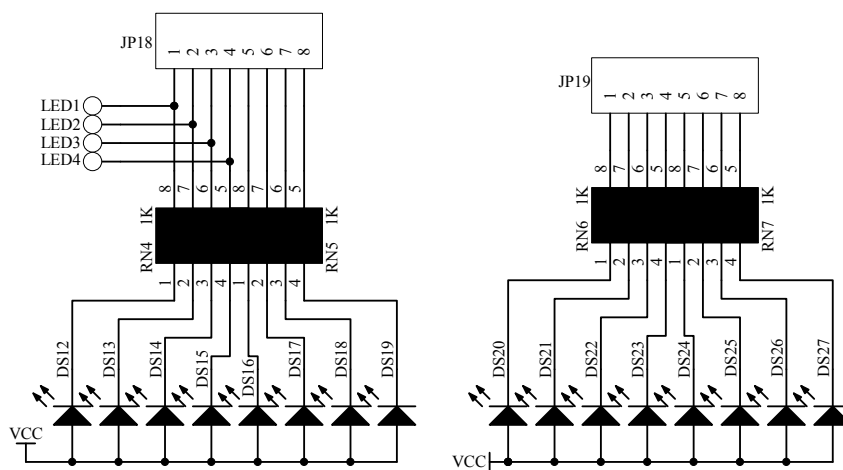 JP18
1 2 3 4 5 6 7 8
LED1
LED2
LED3
LED4
8 7 6 5 8 7 6 5
1K 1K
RN4 RN5
1 2 3 4 1 2 3 4
DS12 DS13 DS14 DS15 DS16 DS17 DS18 DS19
VCC
JP19
1 2 3 4 5 6 7 8
8 7 6 5 8 7 6 5
1K 1K
RN6 RN7
1 2 3 4 1 2 3 4
DS20 DS21 DS22 DS23 DS24 DS25 DS26 DS27
VCC